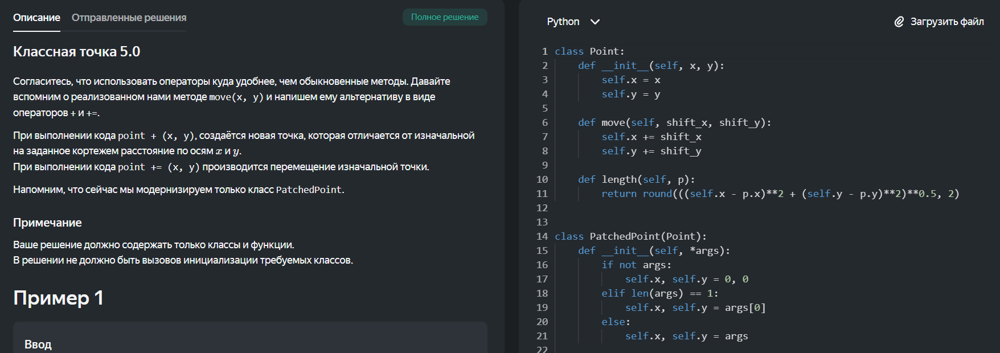 Описание Отправленные решения Полное решение
Классная точка 5.0
Согласитесь, что использовать операторы куда удобнее, чем обыкновенные методы. Давайте
вспомним о реализованном нами методе move(x, y) и напишем ему альтернативу в виде
операторов + и +=.
При выполнении кода point + (x, y), создаётся новая точка, которая отличается от изначальной
на заданное кортежем расстояние по осям x и y.
При выполнении кода point += (x, y) производится перемещение изначальной точки.
Напомним, что сейчас мы модернизируем только класс PatchedPoint.
Примечание
Ваше решение должно содержать только классы и функции.
В решении не должно быть вызовов инициализации требуемых классов.
Пример 1
Ввод
Python Загрузить файл
1 class Point:
2     def __init__(self, x, y):
3         self.x = x
4         self.y = y
5
6     def move(self, shift_x, shift_y):
7         self.x += shift_x
8         self.y += shift_y
9
10     def length(self, p):
11         return round(((self.x - p.x)**2 + (self.y - p.y)**2)**0.5, 2)
12
13
14 class PatchedPoint(Point):
15     def __init__(self, *args):
16         if not args:
17             self.x, self.y = 0, 0
18         elif len(args) == 1:
19             self.x, self.y = args[0]
20         else:
21             self.x, self.y = args
22